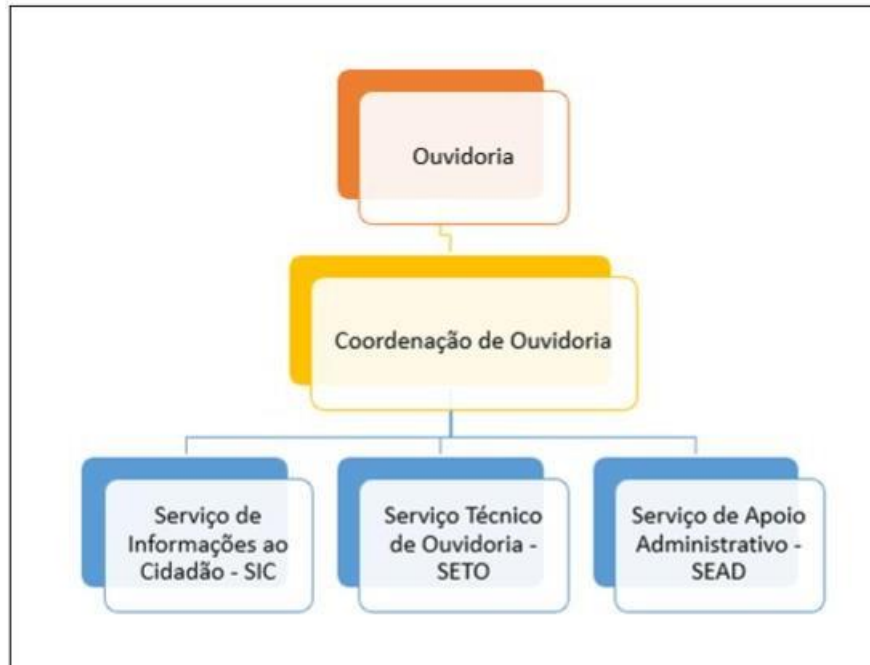 Ouvidoria
Coordenação de Ouvidoria
Serviço de
Informações ao
Cidadão - SIC
Serviço Técnico
de Ouvidoria -
SETO
Serviço de Apoio
Administrativo -
SEAD